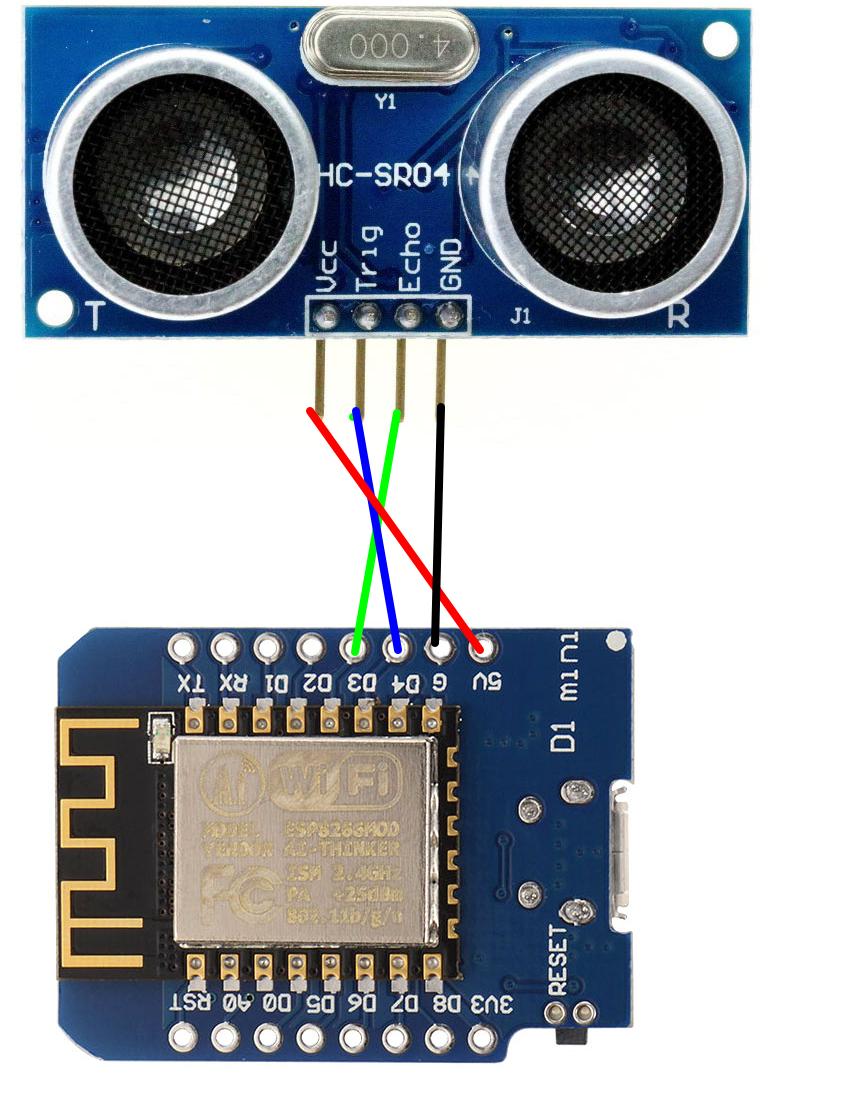 4.000
Y1
HC-SR04
Vcc
Trig
Echo
GND
T
J1
R
TX
RX
D1
D2
D3
D4
G
5V
D1 mini
Ai
WiFi
MODEL ESP8266MOD
VENDOR AI-THINKER
ISM 2.4GHz
PA +25dBm
802.11b/g/n
FC
RST
A0
D0
D5
D6
D7
D8
3V3
RESET